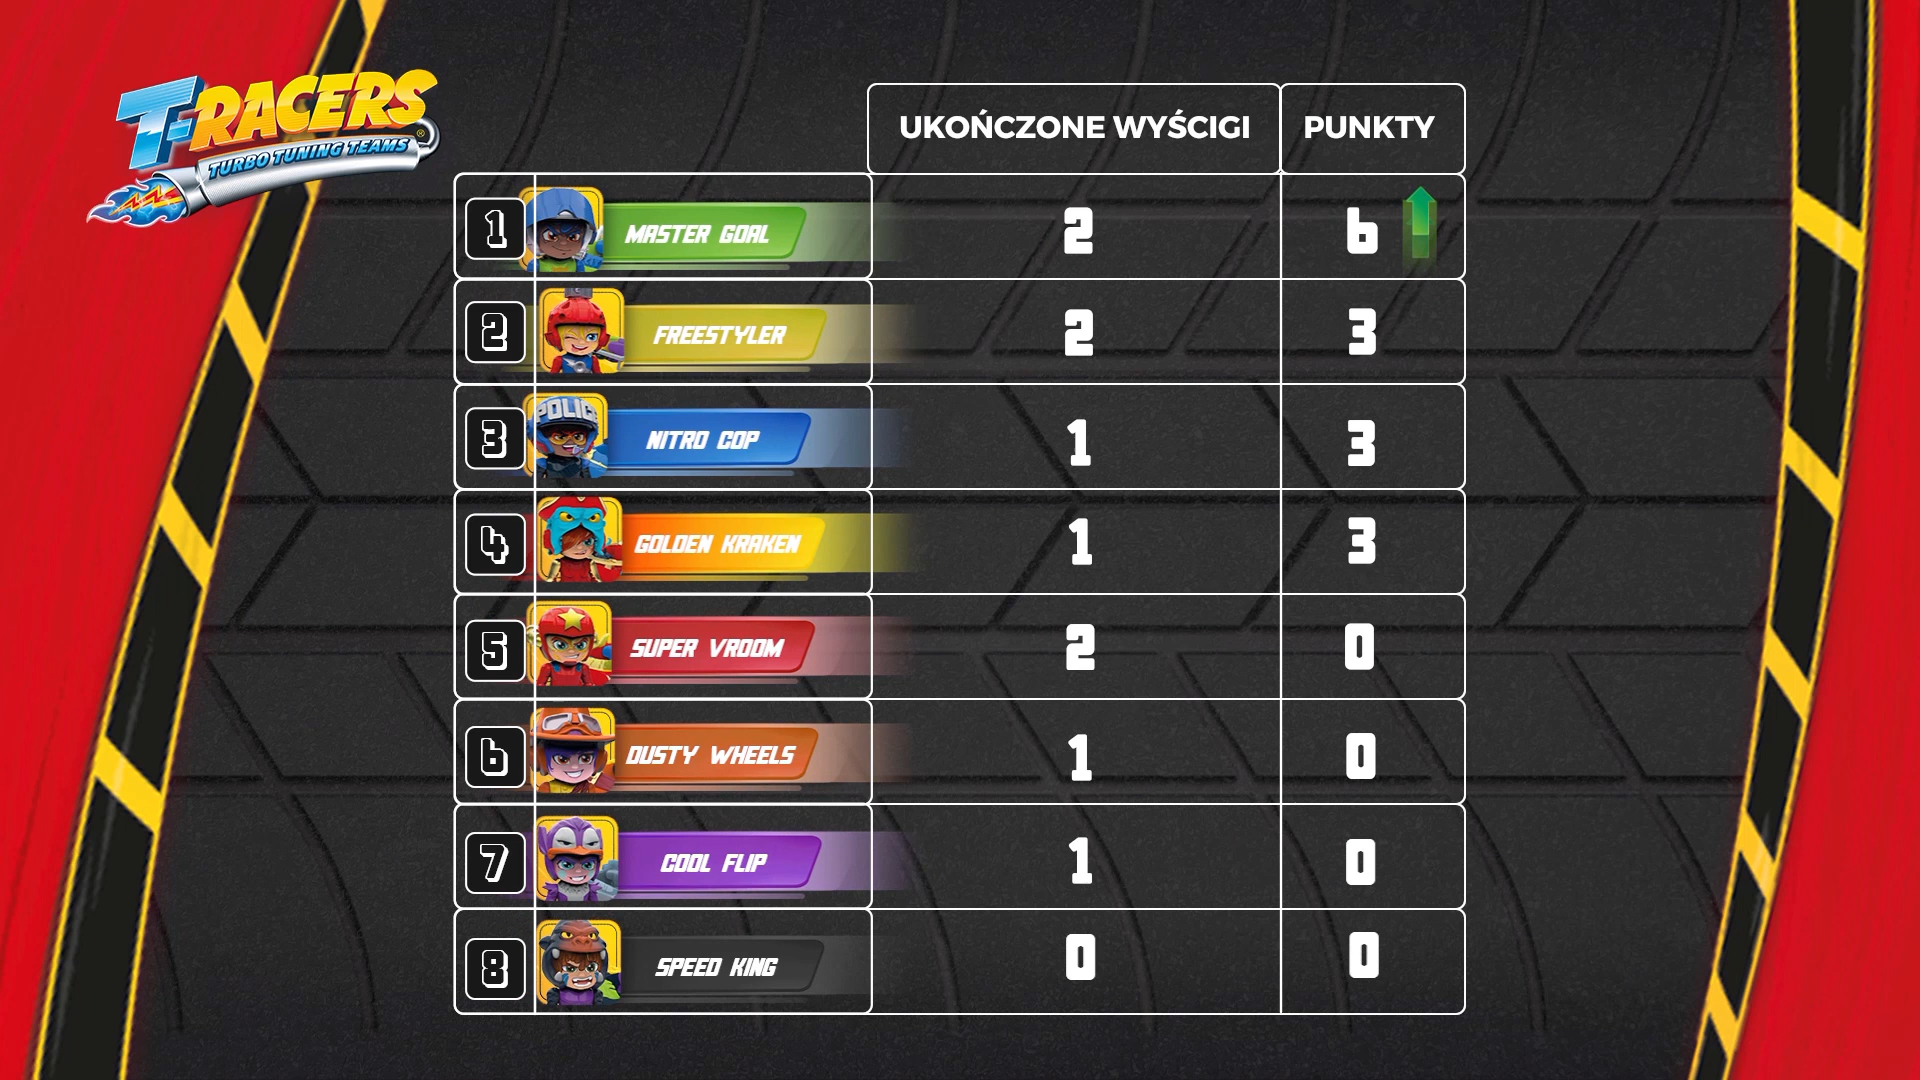 T-RACERS®
TURBO TUNING TEAMS
UKOŃCZONE WYŚCIGI PUNKTY
1 MASTER GOAL 2 6
2 FREESTYLER 2 3
3 POLICE NITRO COP 1 3
4 GOLDEN KRAKEN 1 3
5 SUPER VROOM 2 0
6 DUSTY WHEELS 1 0
7 COOL FLIP 1 0
8 SPEED KING 0 0